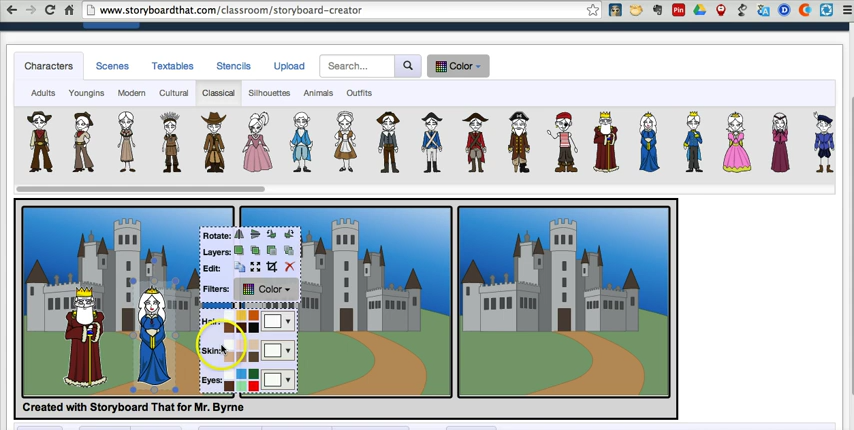 www.storyboardthat.com/classroom/storyboard-creator
Characters Scenes Textables Stencils Upload Search... Color
Adults Youngins Modern Cultural Classical Silhouettes Animals Outfits
Rotate:
Layers:
Edit:
Filters: Color
Hair:
Skin:
Eyes:
Created with Storyboard That for Mr. Byrne